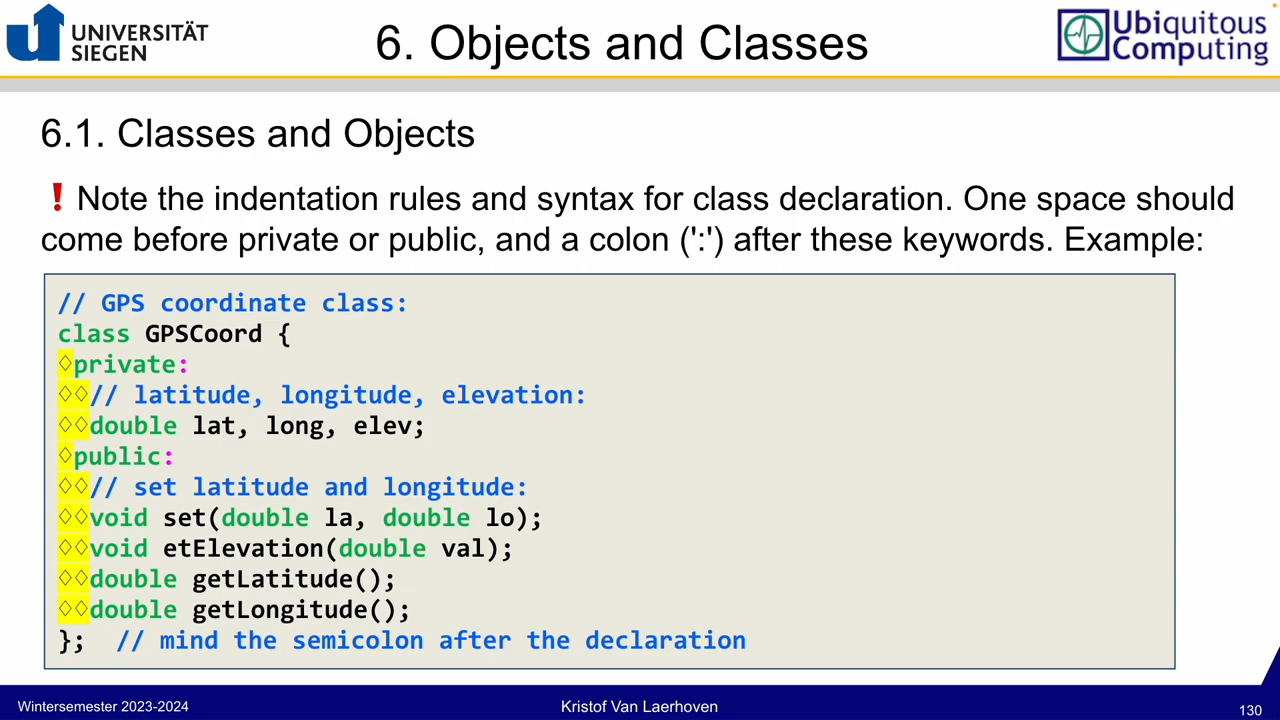 UNIVERSITÄT
SIEGEN
6. Objects and Classes
Ubiquitous
Computing
6.1. Classes and Objects
❗Note the indentation rules and syntax for class declaration. One space should
come before private or public, and a colon (':') after these keywords. Example:
// GPS coordinate class:
class GPSCoord {
♢private:
♢♢// latitude, longitude, elevation:
♢♢double lat, long, elev;
♢public:
♢♢// set latitude and longitude:
♢♢void set(double la, double lo);
♢♢void etElevation(double val);
♢♢double getLatitude();
♢♢double getLongitude();
};  // mind the semicolon after the declaration
Wintersemester 2023-2024
Kristof Van Laerhoven
130